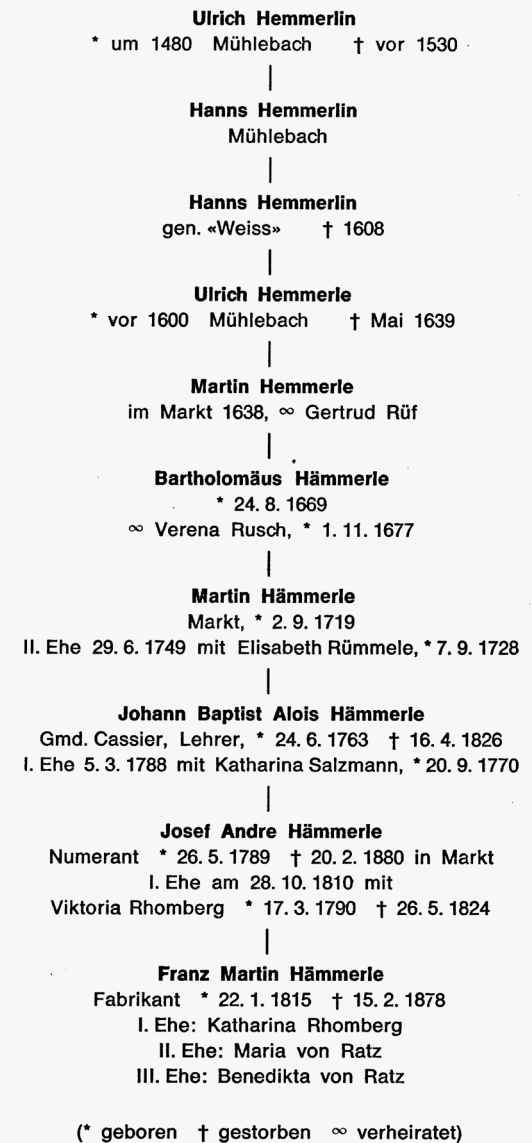 Ulrich Hemmerlin
* um 1480 Mühlebach † vor 1530
Hanns Hemmerlin
Mühlebach
Hanns Hemmerlin
gen. «Weiss» † 1608
Ulrich Hemmerle
* vor 1600 Mühlebach † Mai 1639
Martin Hemmerle
im Markt 1638, ∞ Gertrud Rüf
Bartholomäus Hämmerle
* 24. 8. 1669
∞ Verena Rusch, * 1. 11. 1677
Martin Hämmerle
Markt, * 2. 9. 1719
II. Ehe 29. 6. 1749 mit Elisabeth Rümmele, * 7. 9. 1728
Johann Baptist Alois Hämmerle
Gmd. Cassier, Lehrer, * 24. 6. 1763 † 16. 4. 1826
I. Ehe 5. 3. 1788 mit Katharina Salzmann, * 20. 9. 1770
Josef Andre Hämmerle
Numerant * 26. 5. 1789 † 20. 2. 1880 in Markt
I. Ehe am 28. 10. 1810 mit
Viktoria Rhomberg * 17. 3. 1790 † 26. 5. 1824
Franz Martin Hämmerle
Fabrikant * 22. 1. 1815 † 15. 2. 1878
I. Ehe: Katharina Rhomberg
II. Ehe: Maria von Ratz
III. Ehe: Benedikta von Ratz
(* geboren † gestorben ∞ verheiratet)